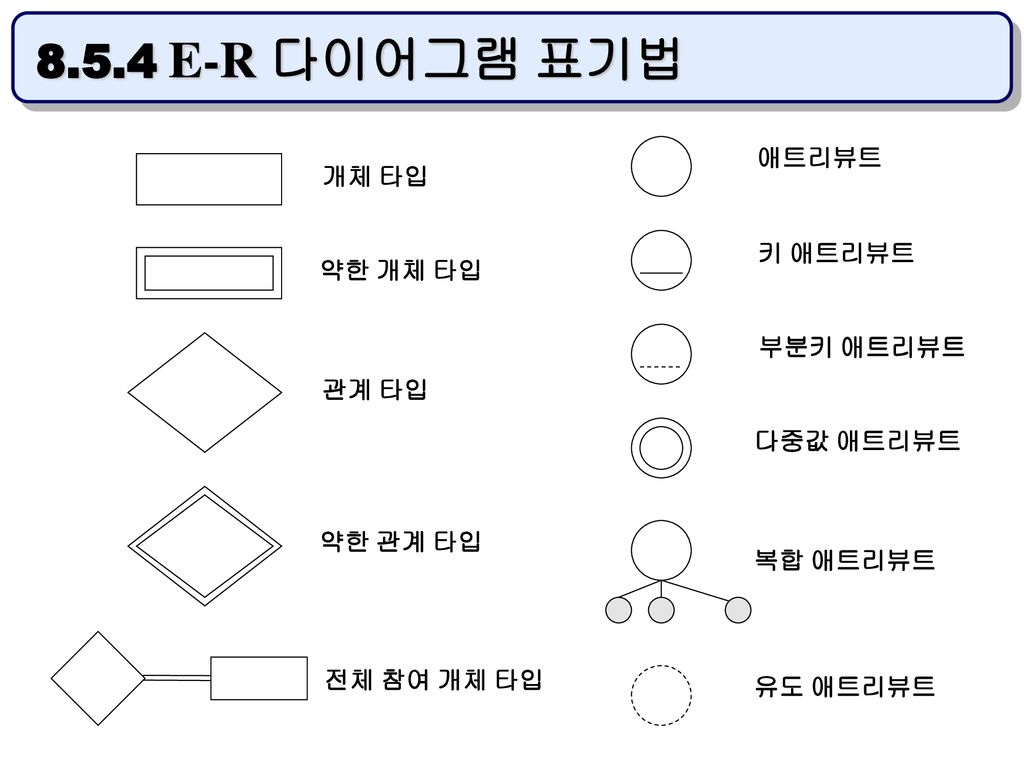 8.5.4 E-R 다이어그램 표기법
개체 타입
약한 개체 타입
관계 타입
약한 관계 타입
전체 참여 개체 타입
애트리뷰트
키 애트리뷰트
부분키 애트리뷰트
다중값 애트리뷰트
복합 애트리뷰트
유도 애트리뷰트